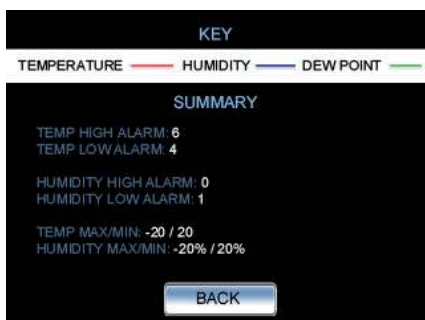 KEY
TEMPERATURE HUMIDITY DEW POINT
SUMMARY
TEMP HIGH ALARM: 6
TEMP LOW ALARM: 4
HUMIDITY HIGH ALARM: 0
HUMIDITY LOW ALARM: 1
TEMP MAX/MIN: -20 / 20
HUMIDITY MAX/MIN: -20% / 20%
BACK